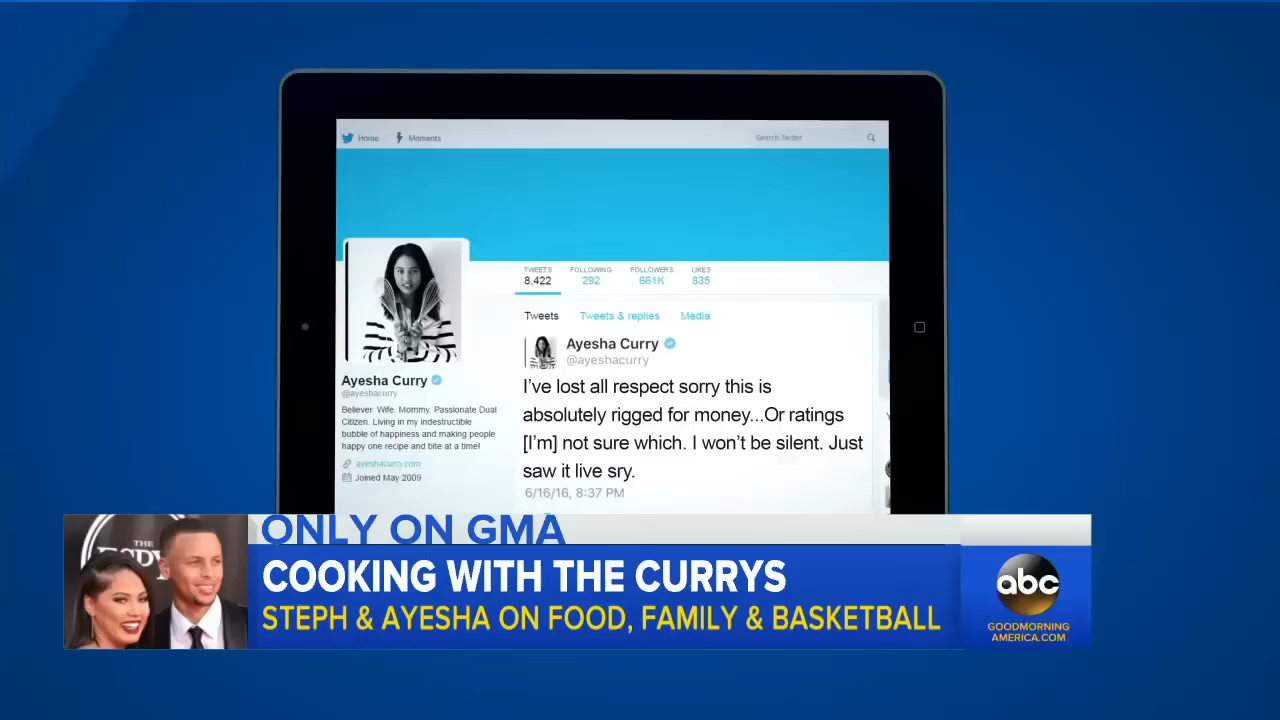 Home Moments Search Twitter
TWEETS FOLLOWING FOLLOWERS LIKES
8,422 292 661K 835
Tweets Tweets & replies Media
Ayesha Curry
@ayeshacurry
I've lost all respect sorry this is
absolutely rigged for money...Or ratings
[I'm] not sure which. I won't be silent. Just
saw it live sry.
6/16/16, 8:37 PM
Ayesha Curry
@ayeshacurry
Believer. Wife. Mommy. Passionate Dual
Citizen. Living in my indestructible
bubble of happiness and making people
happy one recipe and bite at a time!
ayeshacurry.com
Joined May 2009
THE
ESPYS
ONLY ON GMA
COOKING WITH THE CURRYS
STEPH & AYESHA ON FOOD, FAMILY & BASKETBALL
abc
GOODMORNING
AMERICA.COM